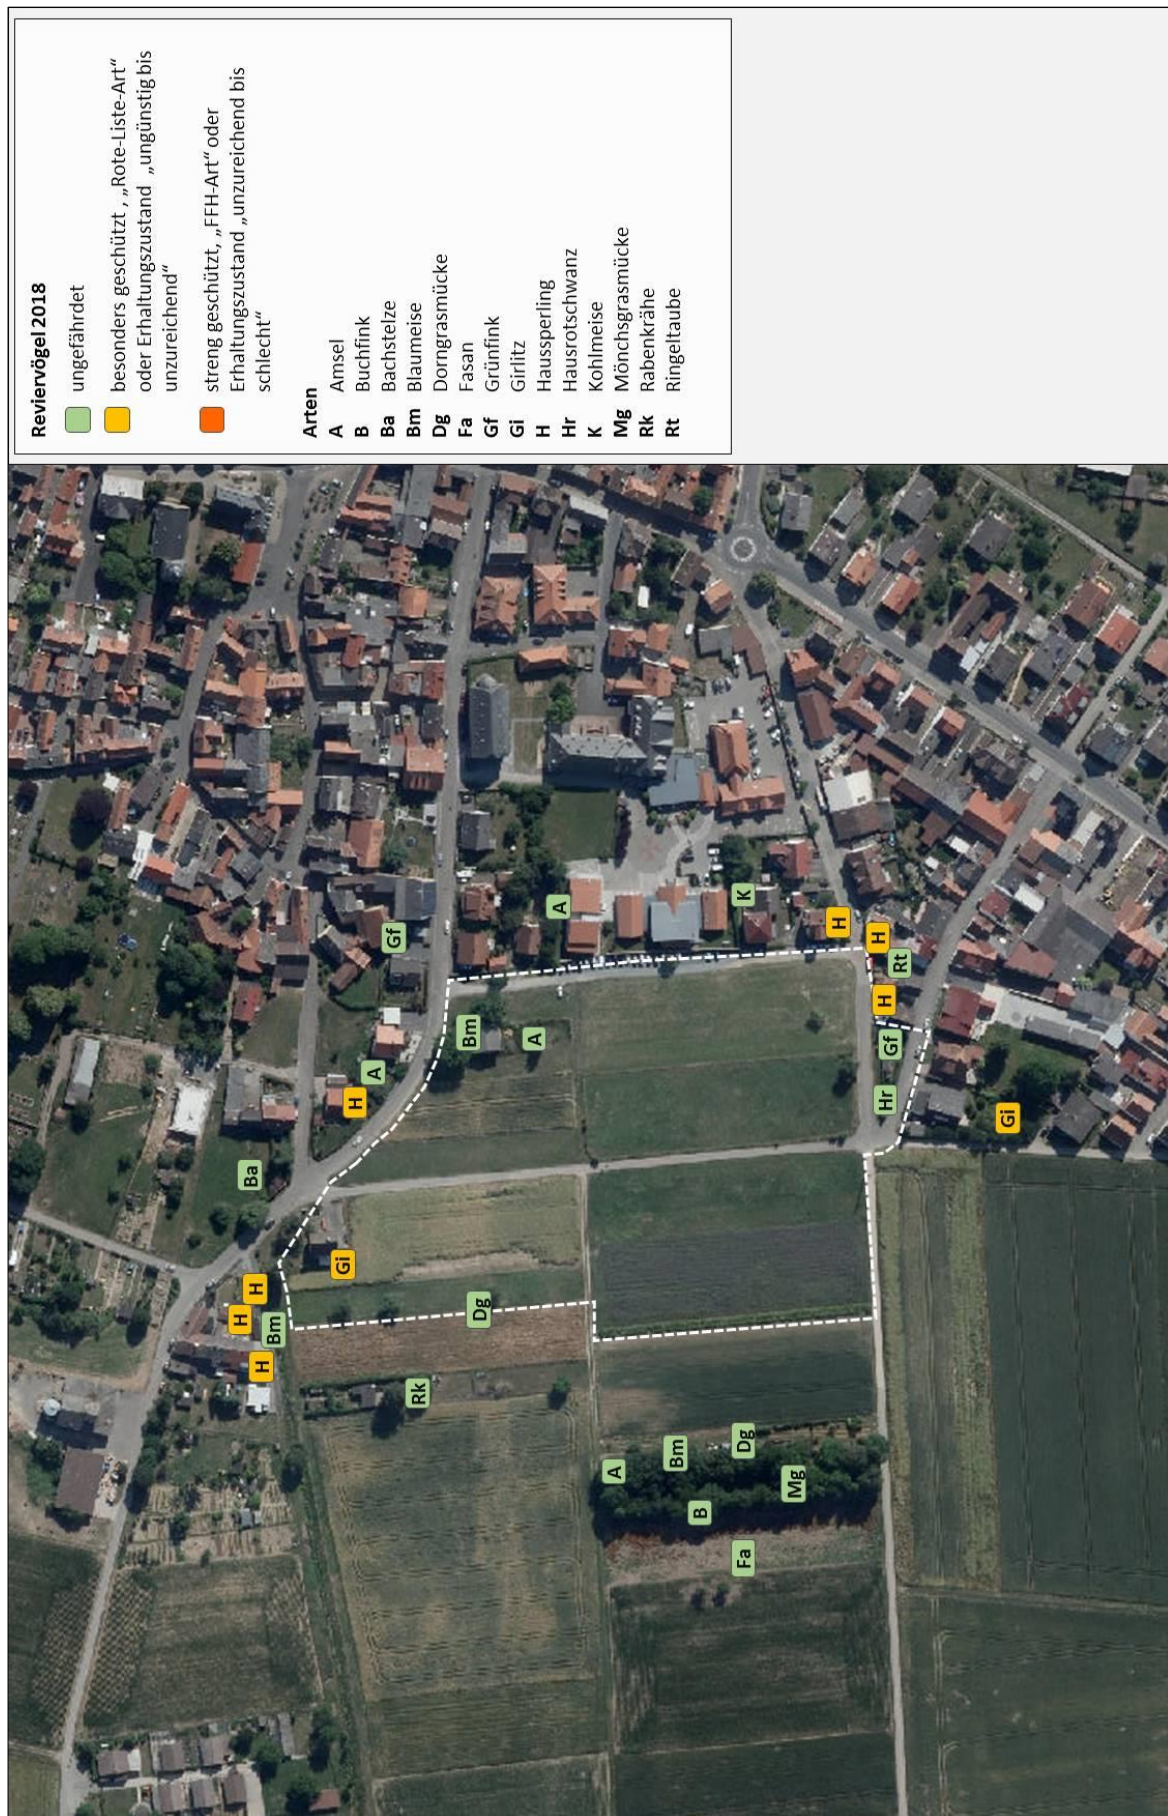 Reviervögel 2018
ungefährdet
besonders geschützt , „Rote-Liste-Art“
oder Erhaltungszustand „ungünstig bis
unzureichend“
streng geschützt, „FFH-Art“ oder
Erhaltungszustand „unzureichend bis
schlecht“
Arten
A Amsel
B Buchfink
Ba Bachstelze
Bm Blaumeise
Dg Dorngrasmücke
Fa Fasan
Gf Grünfink
Gi Girlitz
H Haussperling
Hr Hausrotschwanz
K Kohlmeise
Mg Mönchsgrasmücke
Rk Rabenkrähe
Rt Ringeltaube
H
H
H
Bm
Ba
Gi
H
A
Gf
Rk
Dg
Bm
A
A
A
Bm
B
Dg
Fa
Mg
K
H
H
H
Rt
Gf
Hr
Gi